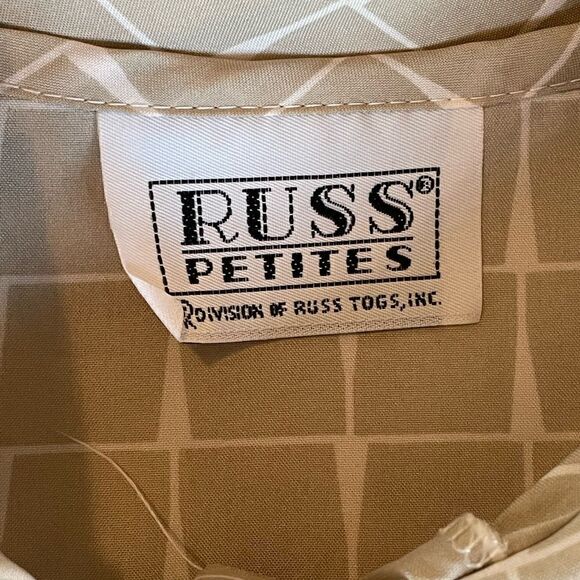 RUSS®
PETITES
DIVISION OF RUSS TOGS, INC.